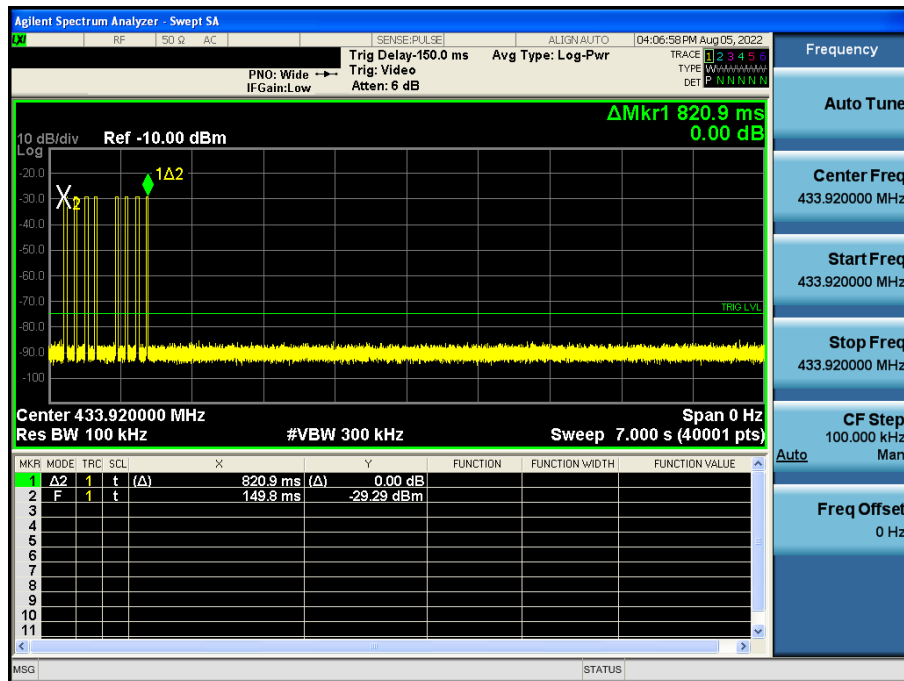 Agilent Spectrum Analyzer - Swept SA
LXI RF 50 Ω AC SENSE:PULSE ALIGN AUTO 04:06:58 PM Aug 05, 2022
Trig Delay-150.0 ms Avg Type: Log-Pwr TRACE 1 2 3 4 5 6
PNO: Wide Trig: Video TYPE WWWWWWW
IFGain:Low Atten: 6 dB DET P N N N N N
ΔMkr1 820.9 ms
0.00 dB
10 dB/div Ref -10.00 dBm
Log
-20.0
-30.0
-40.0
-50.0
-60.0
-70.0
-80.0
-90.0
-100
X2
1Δ2
TRIG LVL
Center 433.920000 MHz Span 0 Hz
Res BW 100 kHz #VBW 300 kHz Sweep 7.000 s (40001 pts)
MKR MODE TRC SCL X Y FUNCTION FUNCTION WIDTH FUNCTION VALUE
1 Δ2 1 t (Δ) 820.9 ms (Δ) 0.00 dB
2 F 1 t 149.8 ms -29.29 dBm
3
4
5
6
7
8
9
10
11
MSG STATUS
Frequency
Auto Tune
Center Freq
433.920000 MHz
Start Freq
433.920000 MHz
Stop Freq
433.920000 MHz
CF Step
100.000 kHz
Auto Man
Freq Offset
0 Hz